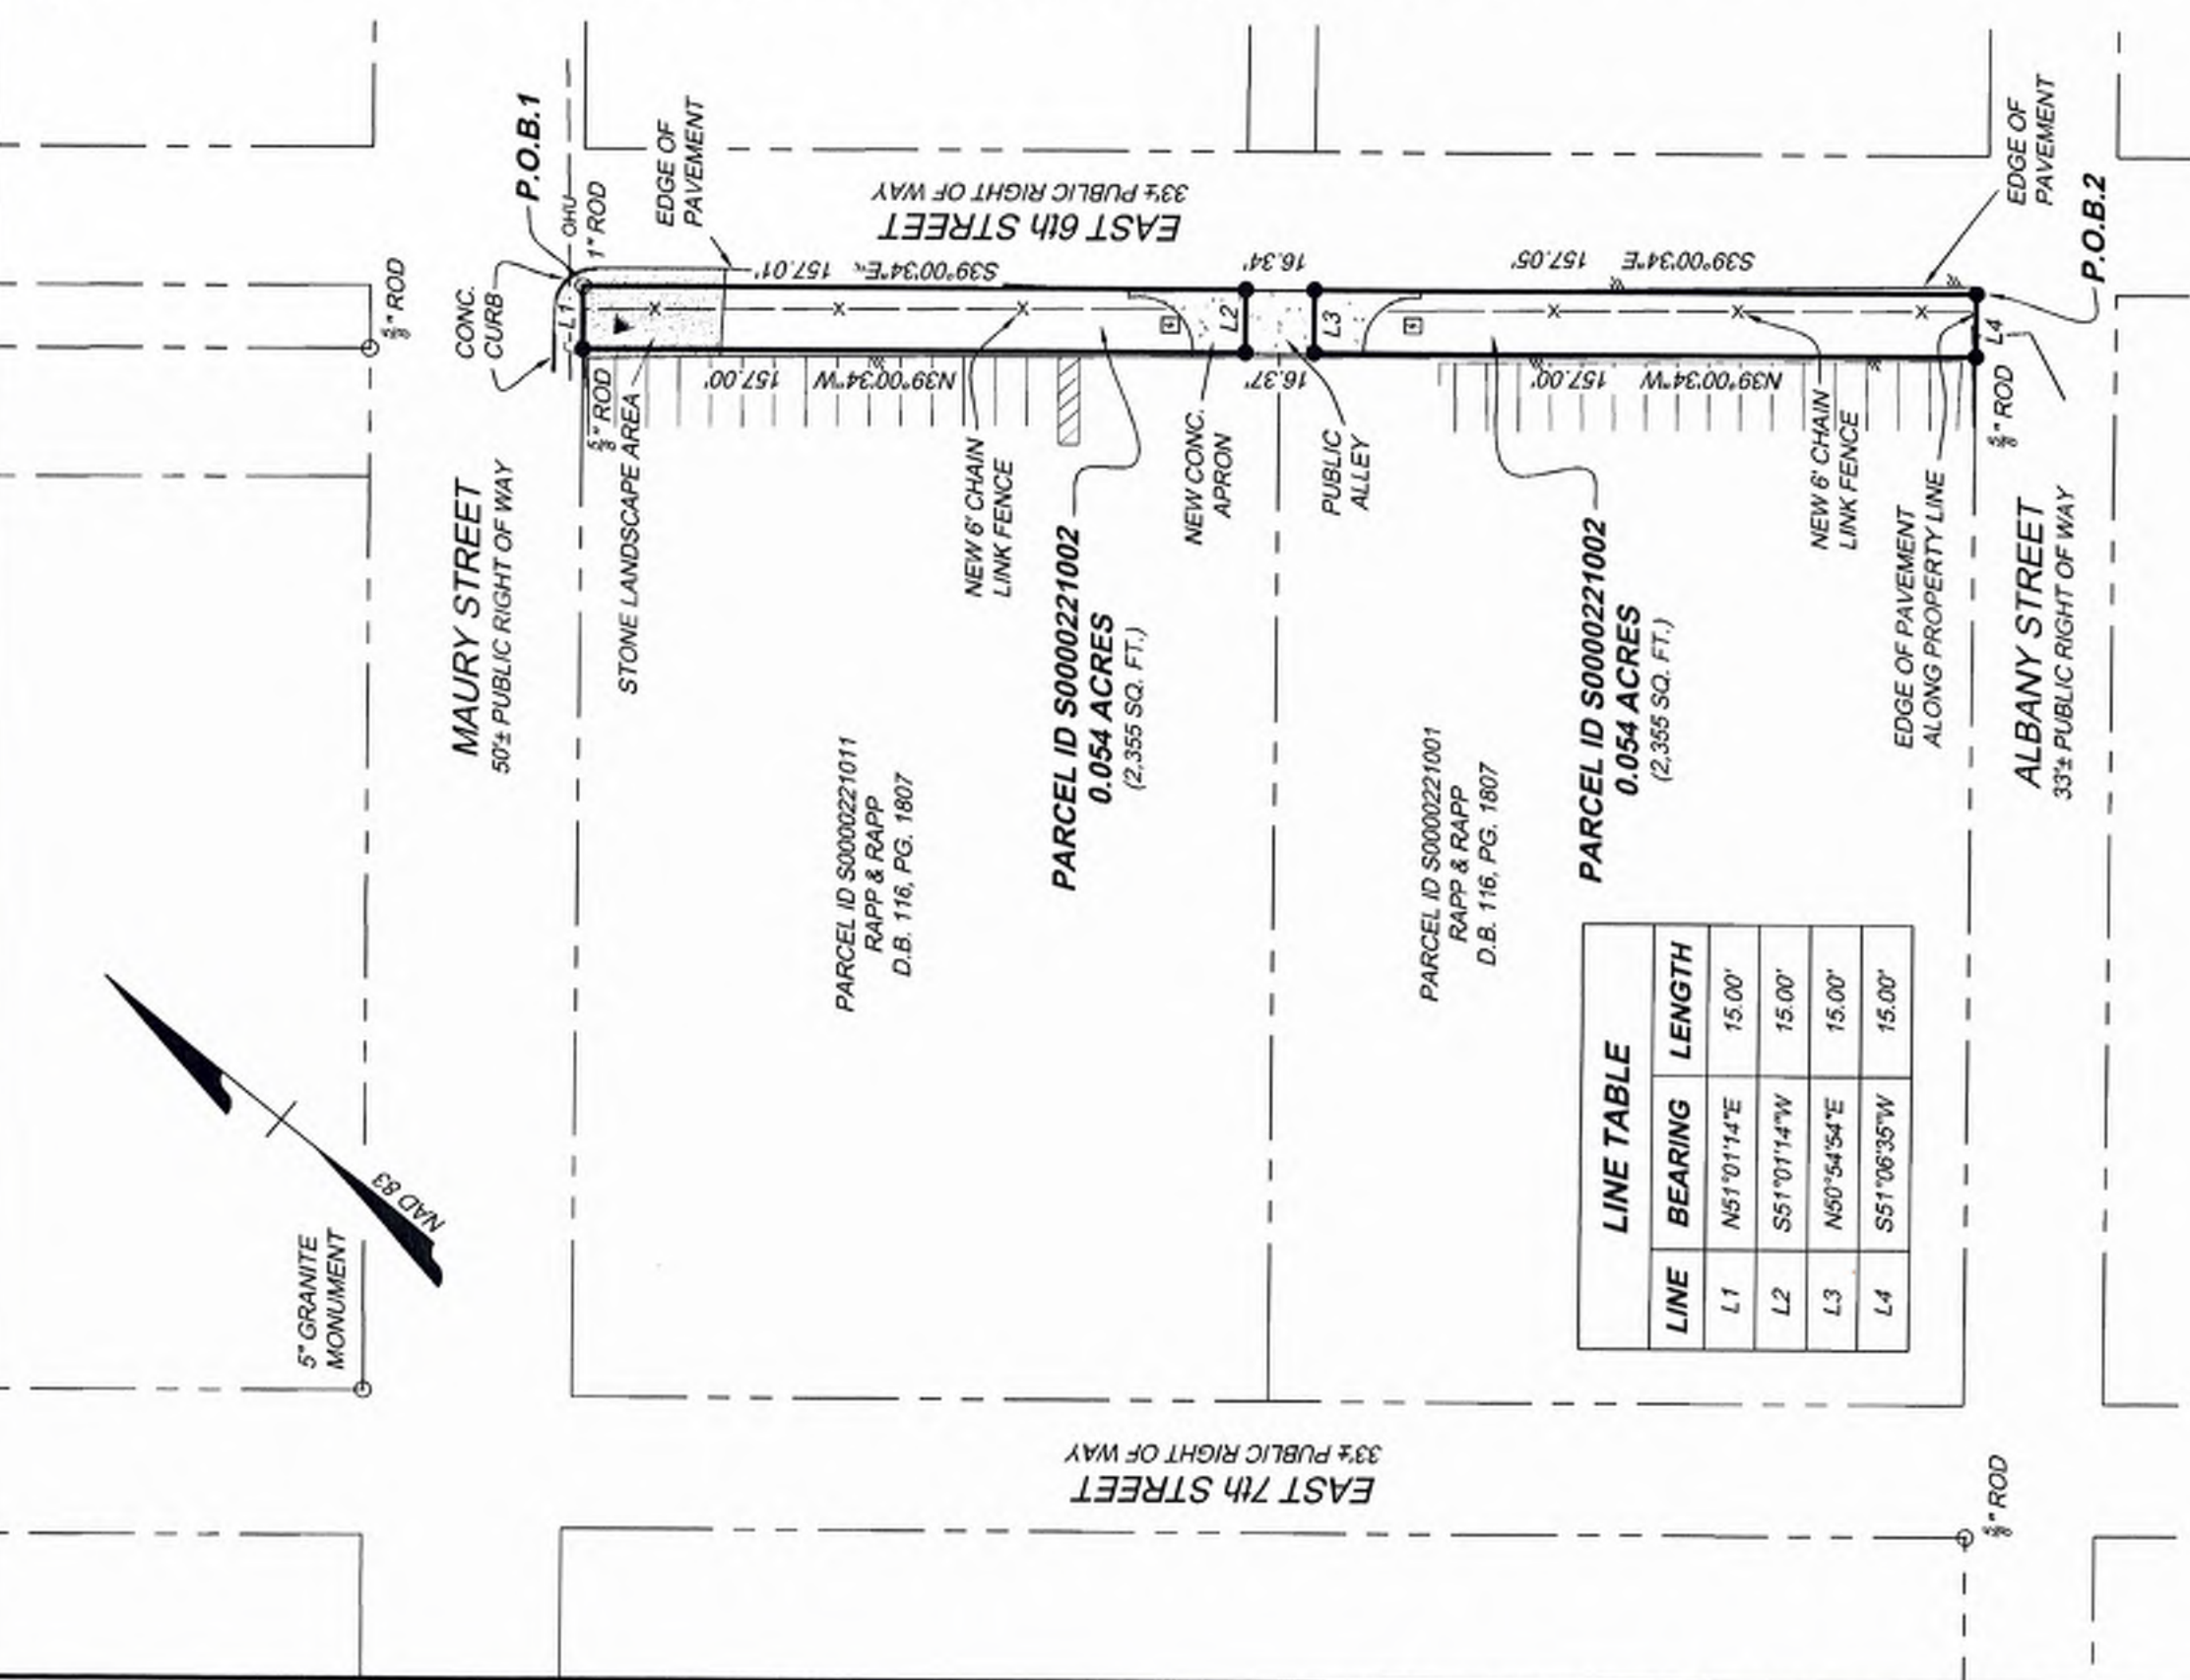 P.O.B.1
OHU
1" ROD
EDGE OF
PAVEMENT
EAST 6th STREET
33'± PUBLIC RIGHT OF WAY
EDGE OF
PAVEMENT
P.O.B.2
CONC.
CURB
5/8" ROD
L1
S39°00'34"E
157.01'
16.34'
S39°00'34"E
157.05'
L2
L3
L4
N39°00'34"W
157.00'
16.37'
N39°00'34"W
157.00'
5/8" ROD
5/8" ROD
STONE LANDSCAPE AREA
NEW 6' CHAIN
LINK FENCE
NEW CONC.
APRON
PUBLIC
ALLEY
NEW 6' CHAIN
LINK FENCE
EDGE OF PAVEMENT
ALONG PROPERTY LINE
MAURY STREET
50'± PUBLIC RIGHT OF WAY
PARCEL ID S0000221002
0.054 ACRES
(2,355 SQ. FT.)
PARCEL ID S0000221002
0.054 ACRES
(2,355 SQ. FT.)
ALBANY STREET
33'± PUBLIC RIGHT OF WAY
PARCEL ID S0000221011
RAPP & RAPP
D.B. 116, PG. 1807
PARCEL ID S0000221001
RAPP & RAPP
D.B. 116, PG. 1807
NAD 83
5" GRANITE
MONUMENT
LINE TABLE
LINE BEARING LENGTH
L1 N51°01'14"E 15.00'
L2 S51°01'14"W 15.00'
L3 N50°54'54"E 15.00'
L4 S51°06'35"W 15.00'
EAST 7th STREET
33'± PUBLIC RIGHT OF WAY
5/8" ROD